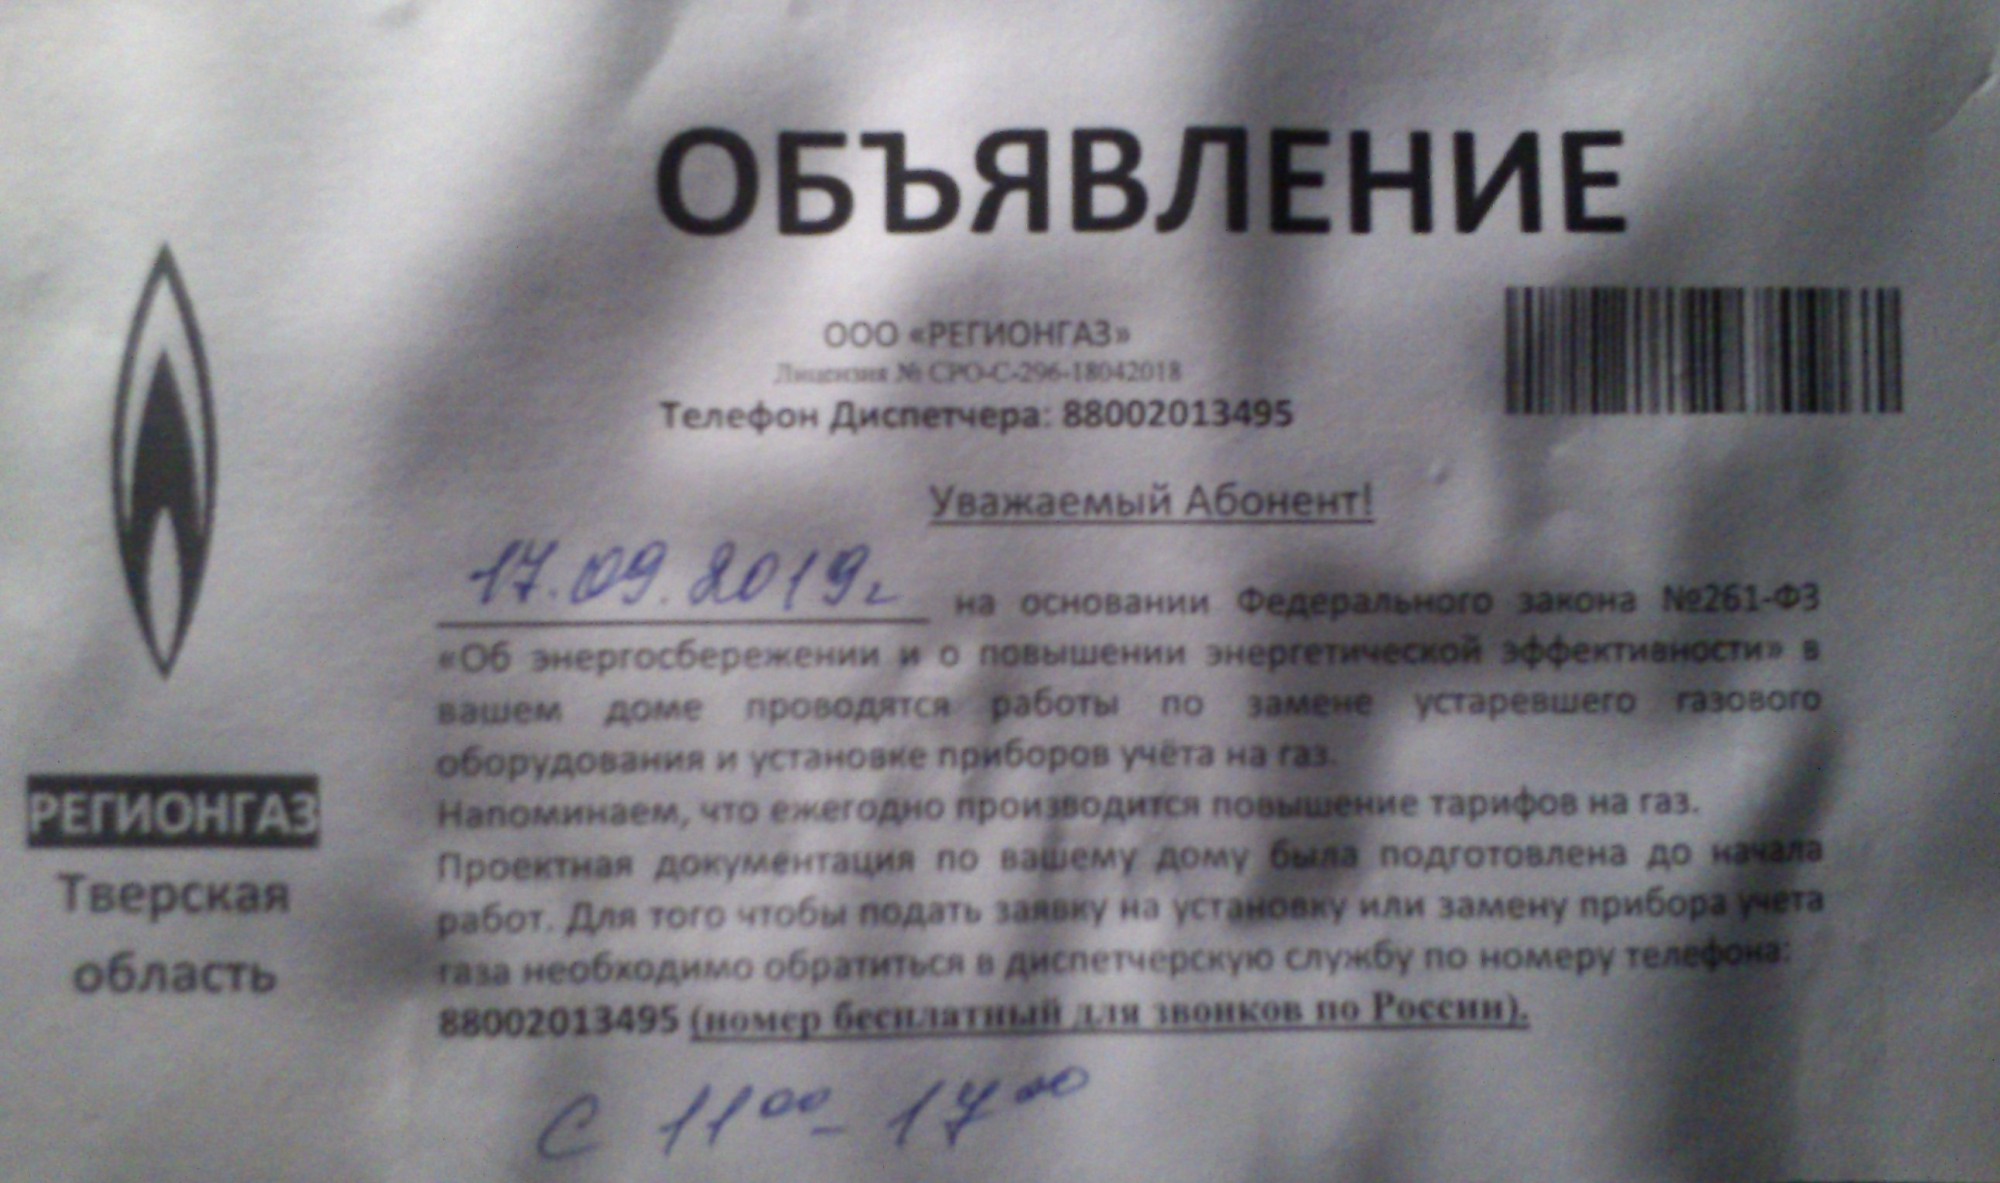 ОБЪЯВЛЕНИЕ
ООО «РЕГИОНГАЗ»
Лицензия № СРО-С-296-18042018
Телефон Диспетчера: 88002013495
Уважаемый Абонент!
17.09.2019г на основании Федерального закона №261-ФЗ
«Об энергосбережении и о повышении энергетической эффективности» в
вашем доме проводятся работы по замене устаревшего газового
оборудования и установке приборов учёта на газ.
Напоминаем, что ежегодно производится повышение тарифов на газ.
Проектная документация по вашему дому была подготовлена до начала
работ. Для того чтобы подать заявку на установку или замену прибора учета
газа необходимо обратиться в диспетчерскую службу по номеру телефона:
88002013495 (номер бесплатный для звонков по России).
с 11 00 - 17 00
РЕГИОНГАЗ
Тверская
область